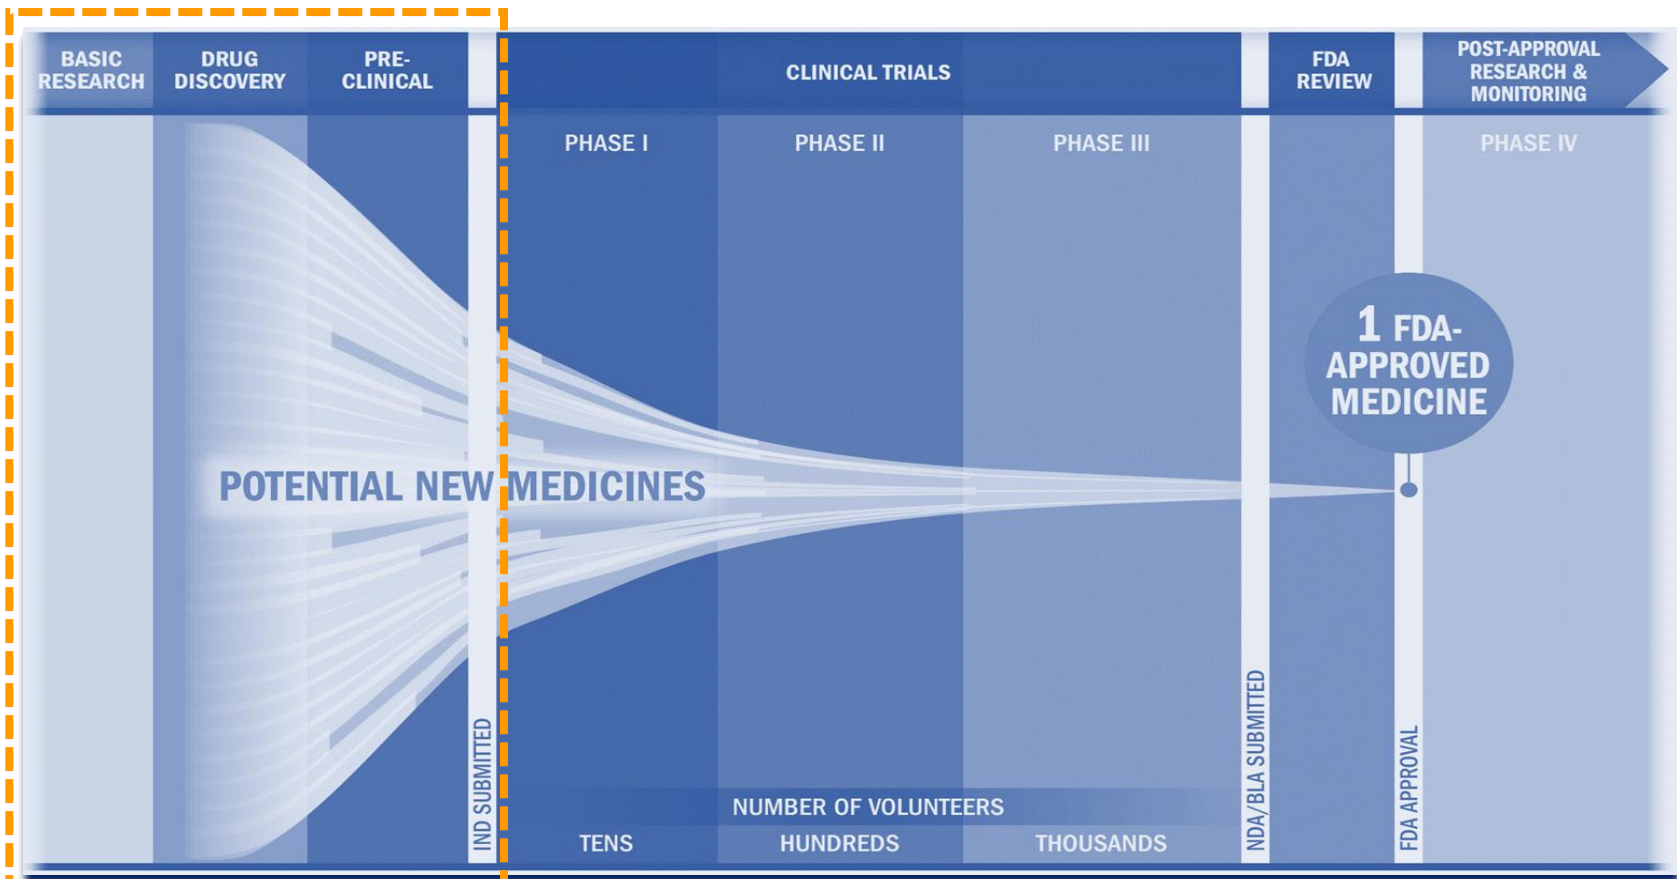 BASIC
RESEARCH
DRUG
DISCOVERY
PRE-
CLINICAL
CLINICAL TRIALS
FDA
REVIEW
POST-APPROVAL
RESEARCH &
MONITORING
PHASE I
PHASE II
PHASE III
PHASE IV
1 FDA-
APPROVED
MEDICINE
POTENTIAL NEW MEDICINES
IND SUBMITTED
NDA/BLA SUBMITTED
FDA APPROVAL
NUMBER OF VOLUNTEERS
TENS
HUNDREDS
THOUSANDS